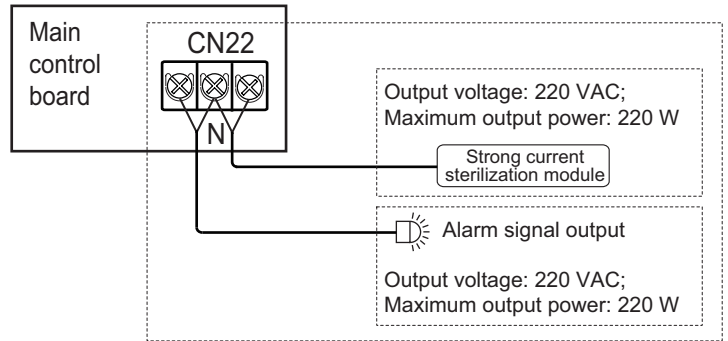 Main
control
board
CN22
N
Output voltage: 220 VAC;
Maximum output power: 220 W
Strong current
sterilization module
Alarm signal output
Output voltage: 220 VAC;
Maximum output power: 220 W